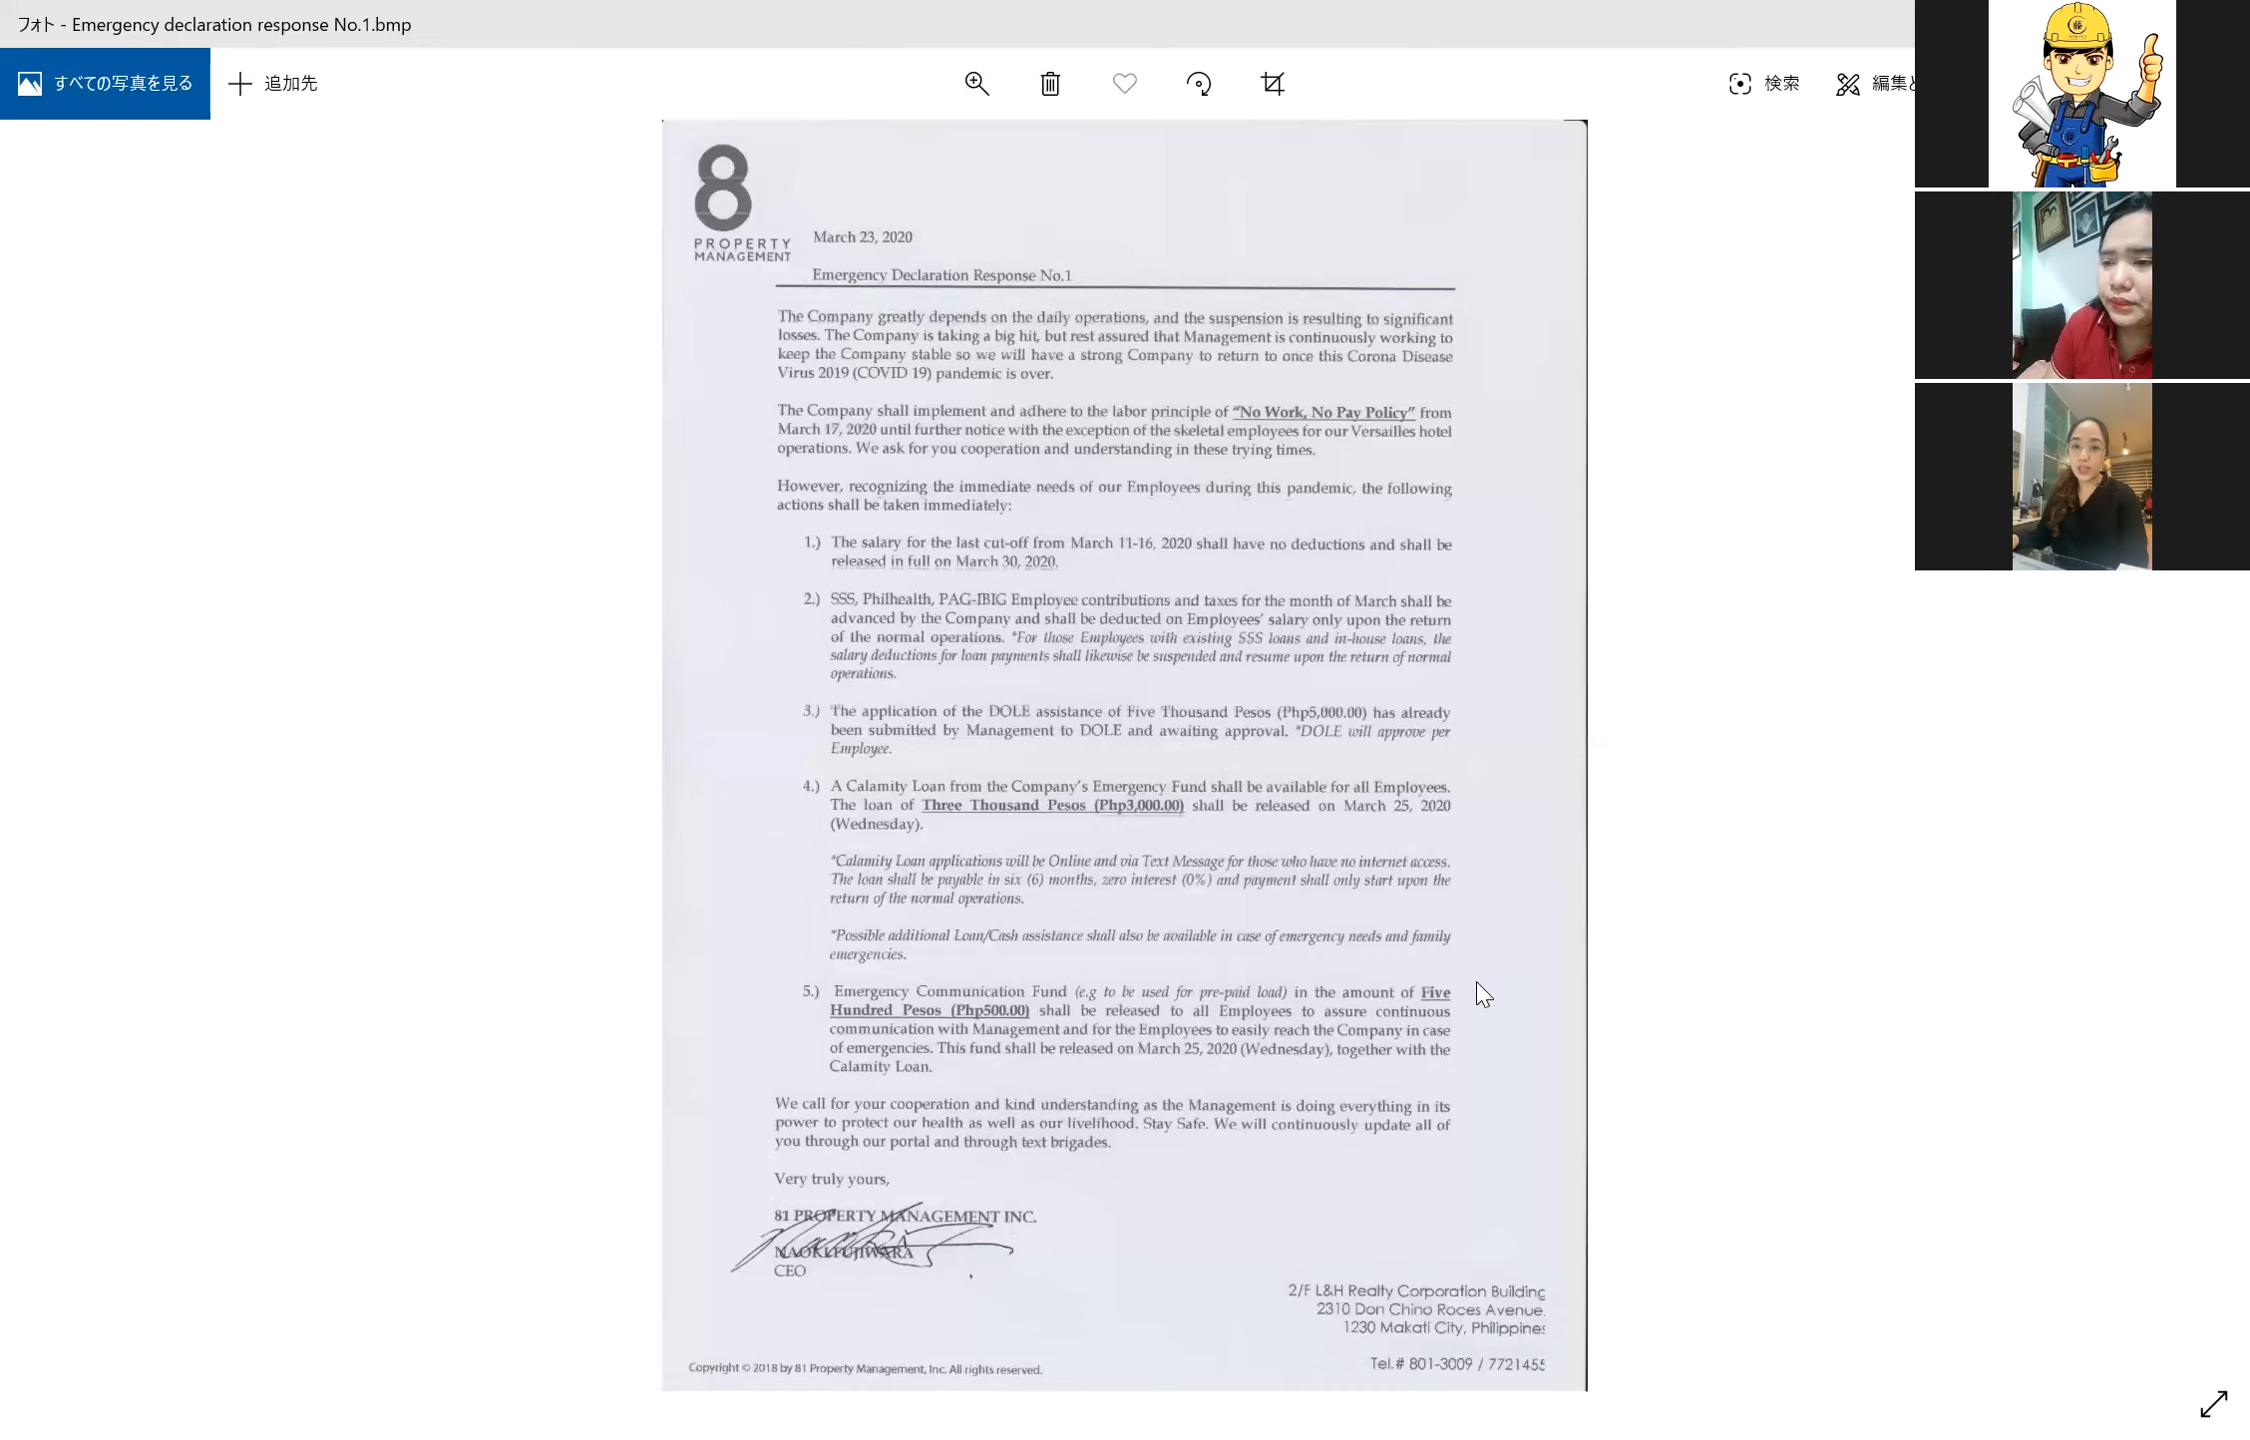 フォト - Emergency declaration response No.1.bmp
すべての写真を見る
追加先
検索
編集と
8
PROPERTY
MANAGEMENT
March 23, 2020
Emergency Declaration Response No.1
The Company greatly depends on the daily operations, and the suspension is resulting to significant
losses. The Company is taking a big hit, but rest assured that Management is continuously working to
keep the Company stable so we will have a strong Company to return to once this Corona Disease
Virus 2019 (COVID 19) pandemic is over.
The Company shall implement and adhere to the labor principle of "No Work, No Pay Policy" from
March 17, 2020 until further notice with the exception of the skeletal employees for our Versailles hotel
operations. We ask for you cooperation and understanding in these trying times.
However, recognizing the immediate needs of our Employees during this pandemic, the following
actions shall be taken immediately:
1.) The salary for the last cut-off from March 11-16, 2020 shall have no deductions and shall be
released in full on March 30, 2020.
2.) SSS, Philhealth, PAG-IBIG Employee contributions and taxes for the month of March shall be
advanced by the Company and shall be deducted on Employees' salary only upon the return
of the normal operations. *For those Employees with existing SSS loans and in-house loans, the
salary deductions for loan payments shall likewise be suspended and resume upon the return of normal
operations.
3.) The application of the DOLE assistance of Five Thousand Pesos (Php5,000.00) has already
been submitted by Management to DOLE and awaiting approval. *DOLE will approve per
Employee.
4.) A Calamity Loan from the Company's Emergency Fund shall be available for all Employees.
The loan of Three Thousand Pesos (Php3,000.00) shall be released on March 25, 2020
(Wednesday).
*Calamity Loan applications will be Online and via Text Message for those who have no internet access.
The loan shall be payable in six (6) months, zero interest (0%) and payment shall only start upon the
return of the normal operations.
*Possible additional Loan/Cash assistance shall also be available in case of emergency needs and family
emergencies.
5.) Emergency Communication Fund (e.g to be used for pre-paid load) in the amount of Five
Hundred Pesos (Php500.00) shall be released to all Employees to assure continuous
communication with Management and for the Employees to easily reach the Company in case
of emergencies. This fund shall be released on March 25, 2020 (Wednesday), together with the
Calamity Loan.
We call for your cooperation and kind understanding as the Management is doing everything in its
power to protect our health as well as our livelihood. Stay Safe. We will continuously update all of
you through our portal and through text brigades.
Very truly yours,
81 PROPERTY MANAGEMENT INC.
NAOKI FUJIWARA
CEO
2/F L&H Realty Corporation Building
2310 Don Chino Roces Avenue,
1230 Makati City, Philippines
Tel.# 801-3009 / 7721455
Copyright © 2018 by 81 Property Management, Inc. All rights reserved.